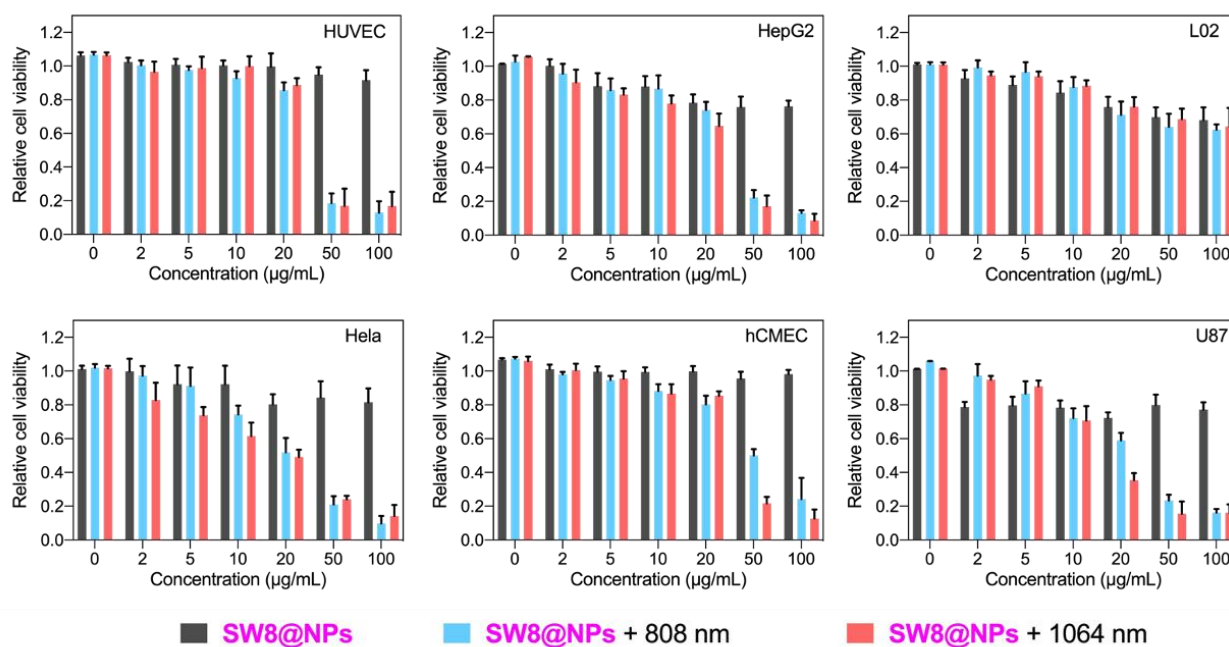 HUVEC
Relative cell viability
1.2
1.0
0.8
0.6
0.4
0.2
0.0
0 2 5 10 20 50 100
Concentration (µg/mL)
HepG2
Relative cell viability
1.2
1.0
0.8
0.6
0.4
0.2
0.0
0 2 5 10 20 50 100
Concentration (µg/mL)
L02
Relative cell viability
1.2
1.0
0.8
0.6
0.4
0.2
0.0
0 2 5 10 20 50 100
Concentration (µg/mL)
Hela
Relative cell viability
1.2
1.0
0.8
0.6
0.4
0.2
0.0
0 2 5 10 20 50 100
Concentration (µg/mL)
hCMEC
Relative cell viability
1.2
1.0
0.8
0.6
0.4
0.2
0.0
0 2 5 10 20 50 100
Concentration (µg/mL)
U87
Relative cell viability
1.2
1.0
0.8
0.6
0.4
0.2
0.0
0 2 5 10 20 50 100
Concentration (µg/mL)
SW8@NPs SW8@NPs + 808 nm SW8@NPs + 1064 nm